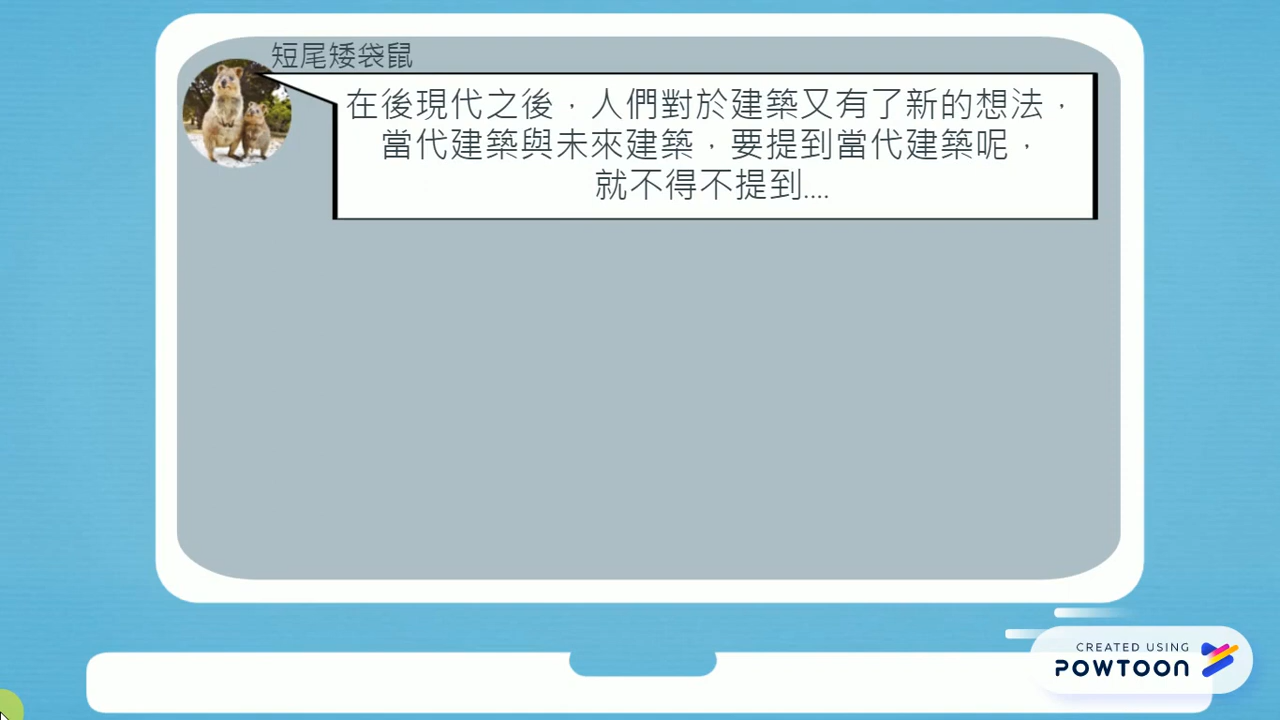 短尾矮袋鼠
在後現代之後，人們對於建築又有了新的想法，
當代建築與未來建築，要提到當代建築呢，
就不得不提到....
CREATED USING
POWTOON